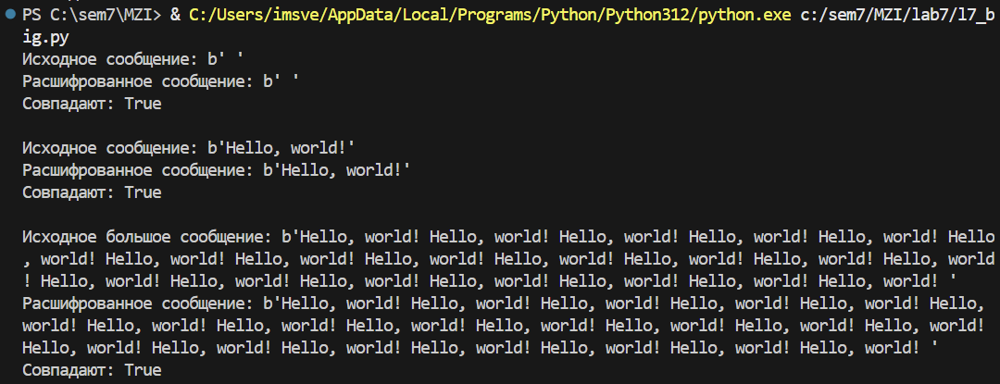 PS C:\sem7\MZI> & C:/Users/imsve/AppData/Local/Programs/Python/Python312/python.exe c:/sem7/MZI/lab7/l7_b
ig.py
Исходное сообщение: b' '
Расшифрованное сообщение: b' '
Совпадают: True

Исходное сообщение: b'Hello, world!'
Расшифрованное сообщение: b'Hello, world!'
Совпадают: True

Исходное большое сообщение: b'Hello, world! Hello, world! Hello, world! Hello, world! Hello, world! Hello
, world! Hello, world! Hello, world! Hello, world! Hello, world! Hello, world! Hello, world! Hello, world
! Hello, world! Hello, world! Hello, world! Hello, world! Hello, world! Hello, world! Hello, world! '
Расшифрованное сообщение: b'Hello, world! Hello, world! Hello, world! Hello, world! Hello, world! Hello,
world! Hello, world! Hello, world! Hello, world! Hello, world! Hello, world! Hello, world! Hello, world!
Hello, world! Hello, world! Hello, world! Hello, world! Hello, world! Hello, world! Hello, world! '
Совпадают: True